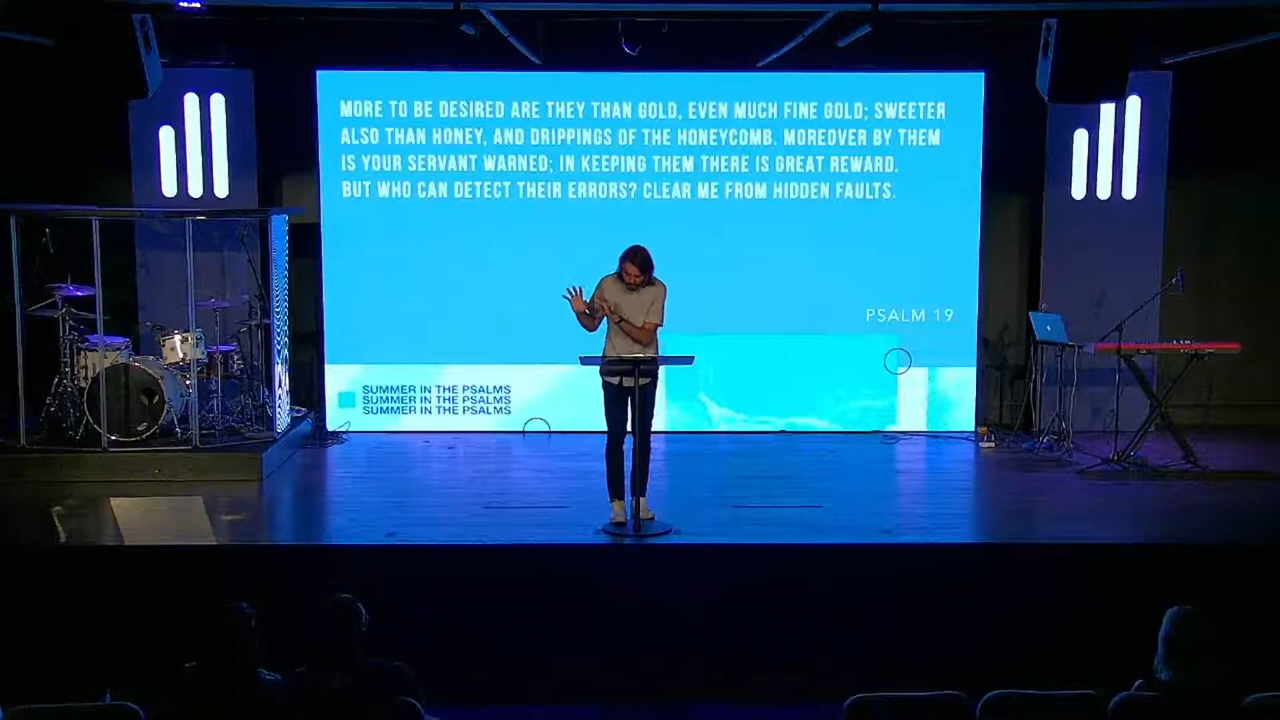 MORE TO BE DESIRED ARE THEY THAN GOLD, EVEN MUCH FINE GOLD; SWEETER
ALSO THAN HONEY, AND DRIPPINGS OF THE HONEYCOMB. MOREOVER BY THEM
IS YOUR SERVANT WARNED; IN KEEPING THEM THERE IS GREAT REWARD.
BUT WHO CAN DETECT THEIR ERRORS? CLEAR ME FROM HIDDEN FAULTS.
PSALM 19
SUMMER IN THE PSALMS
SUMMER IN THE PSALMS
SUMMER IN THE PSALMS